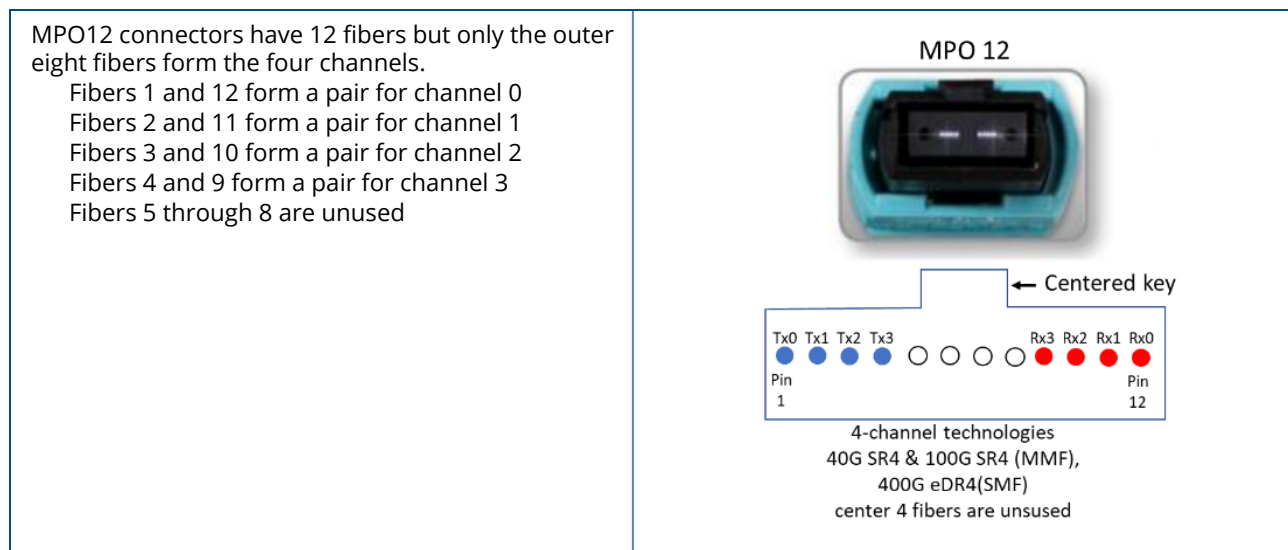 MPO12 connectors have 12 fibers but only the outer
eight fibers form the four channels.
Fibers 1 and 12 form a pair for channel 0
Fibers 2 and 11 form a pair for channel 1
Fibers 3 and 10 form a pair for channel 2
Fibers 4 and 9 form a pair for channel 3
Fibers 5 through 8 are unused
MPO 12
Centered key
Tx0 Tx1 Tx2 Tx3 Rx3 Rx2 Rx1 Rx0
Pin Pin
1 12
4-channel technologies
40G SR4 & 100G SR4 (MMF),
400G eDR4(SMF)
center 4 fibers are unsused